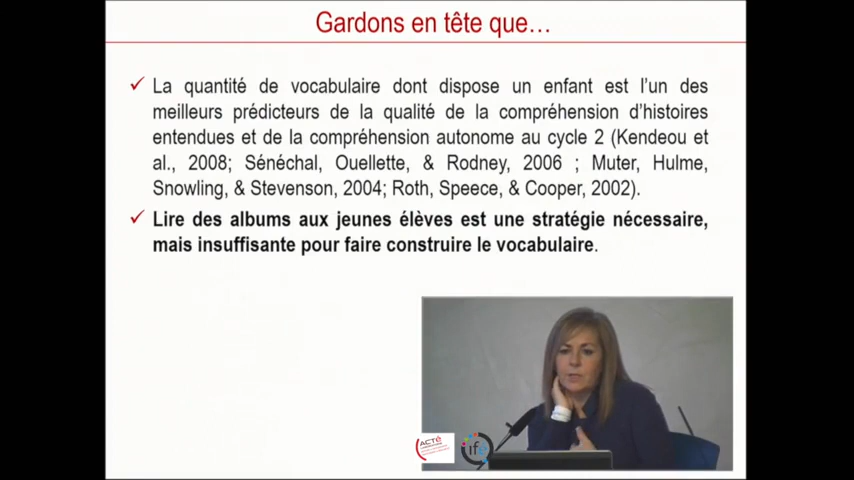 Gardons en tête que…
La quantité de vocabulaire dont dispose un enfant est l'un des
meilleurs prédicteurs de la qualité de la compréhension d'histoires
entendues et de la compréhension autonome au cycle 2 (Kendeou et
al., 2008; Sénéchal, Ouellette, & Rodney, 2006 ; Muter, Hulme,
Snowling, & Stevenson, 2004; Roth, Speece, & Cooper, 2002).
Lire des albums aux jeunes élèves est une stratégie nécessaire,
mais insuffisante pour faire construire le vocabulaire.
ACTé
ifé